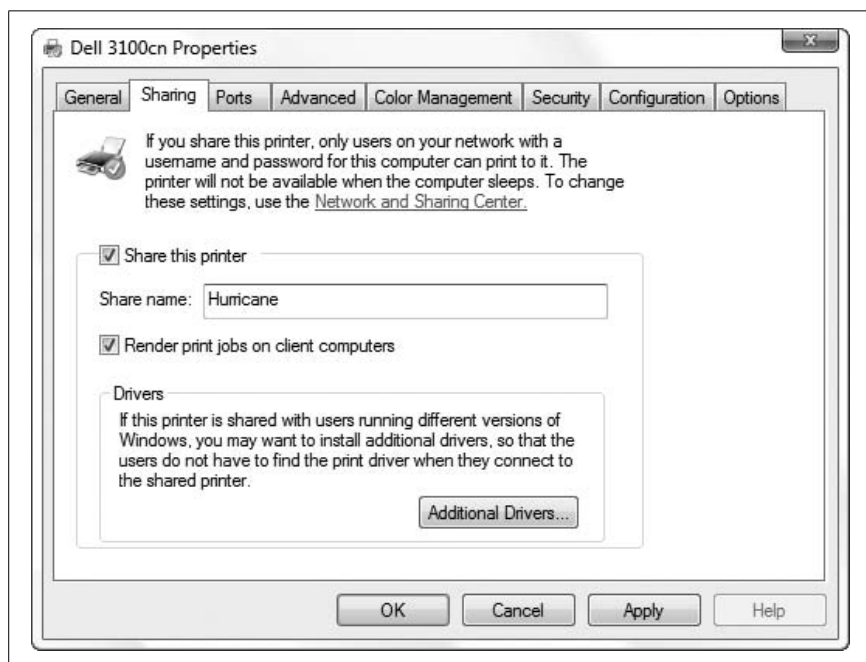 Dell 3100cn Properties
General Sharing Ports Advanced Color Management Security Configuration Options
If you share this printer, only users on your network with a
username and password for this computer can print to it. The
printer will not be available when the computer sleeps. To change
these settings, use the Network and Sharing Center.
Share this printer
Share name: Hurricane
Render print jobs on client computers
Drivers
If this printer is shared with users running different versions of
Windows, you may want to install additional drivers, so that the
users do not have to find the print driver when they connect to
the shared printer.
Additional Drivers...
OK Cancel Apply Help